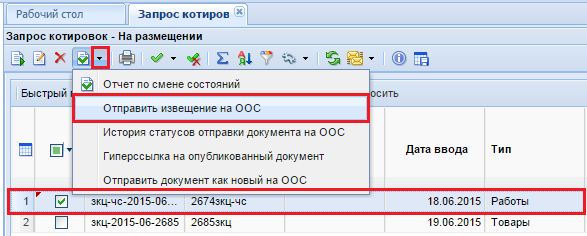 Рабочий стол
Запрос котиров
Запрос котировок - На размещении
Отчет по смене состояний
Быстрый
осить
Отправить извещение на ООС
История статусов отправки документа на ООС
Гиперссылка на опубликованный документ
Отправить документ как новый на ООС
Дата ввода
Тип
1 зкц-чс-2015-06... 2674зкц-чс 18.06.2015 Работы
2 зкц-2015-06-2685 2685зкц 19.06.2015 Товары